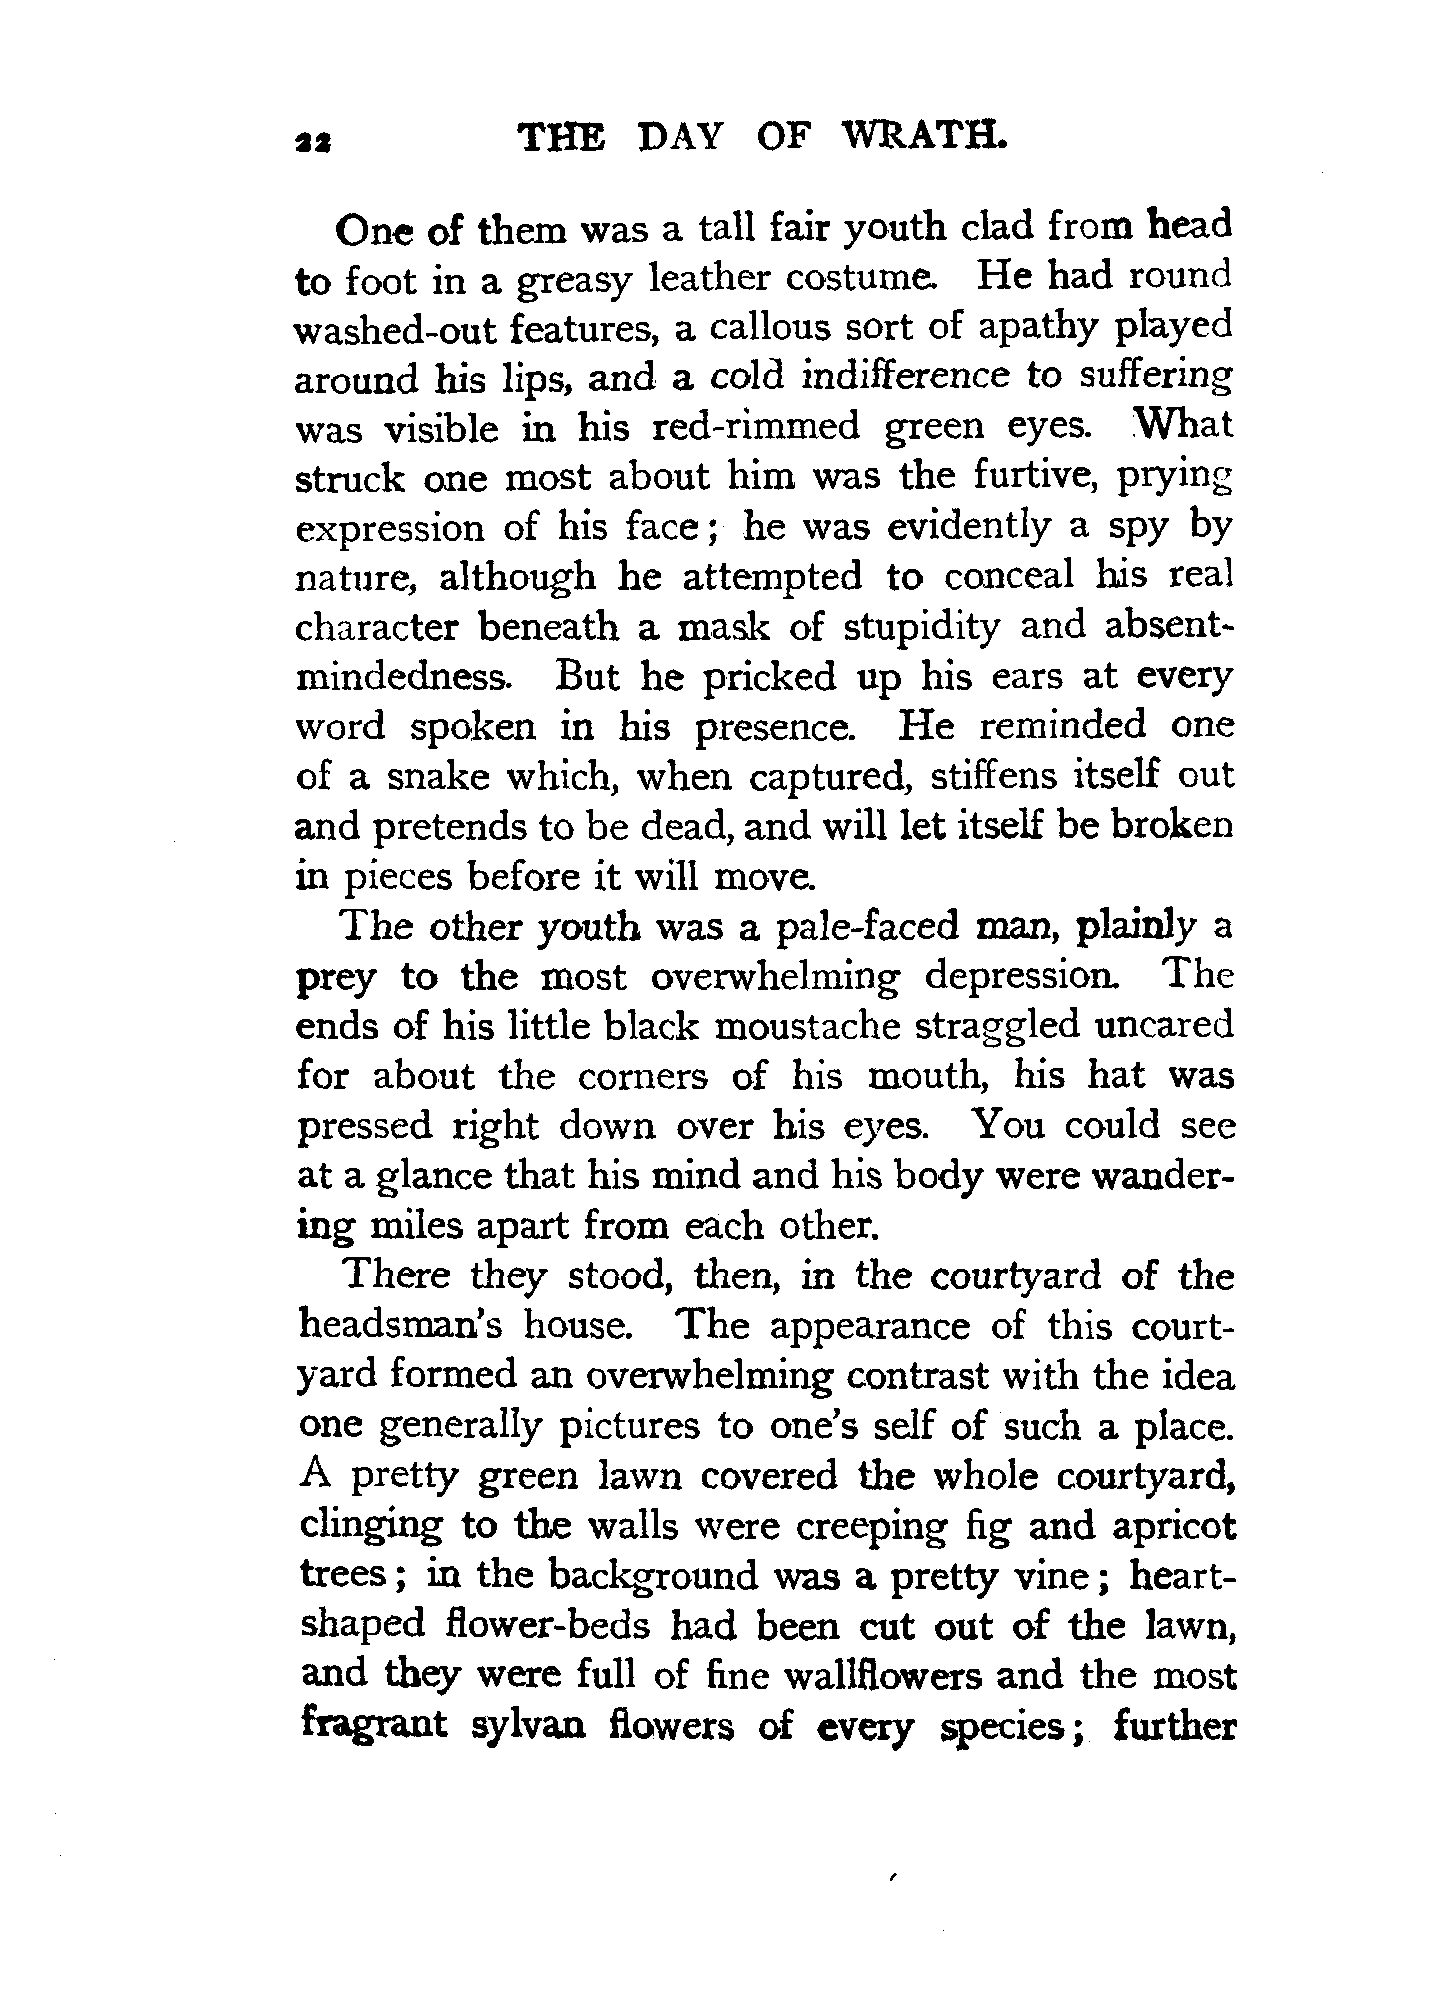 22 THE DAY OF WRATH.
One of them was a tall fair youth clad from head
to foot in a greasy leather costume. He had round
washed-out features, a callous sort of apathy played
around his lips, and a cold indifference to suffering
was visible in his red-rimmed green eyes. What
struck one most about him was the furtive, prying
expression of his face; he was evidently a spy by
nature, although he attempted to conceal his real
character beneath a mask of stupidity and absent-
mindedness. But he pricked up his ears at every
word spoken in his presence. He reminded one
of a snake which, when captured, stiffens itself out
and pretends to be dead, and will let itself be broken
in pieces before it will move.
The other youth was a pale-faced man, plainly a
prey to the most overwhelming depression. The
ends of his little black moustache straggled uncared
for about the corners of his mouth, his hat was
pressed right down over his eyes. You could see
at a glance that his mind and his body were wander-
ing miles apart from each other.
There they stood, then, in the courtyard of the
headsman's house. The appearance of this court-
yard formed an overwhelming contrast with the idea
one generally pictures to one's self of such a place.
A pretty green lawn covered the whole courtyard,
clinging to the walls were creeping fig and apricot
trees; in the background was a pretty vine; heart-
shaped flower-beds had been cut out of the lawn,
and they were full of fine wallflowers and the most
fragrant sylvan flowers of every species; further